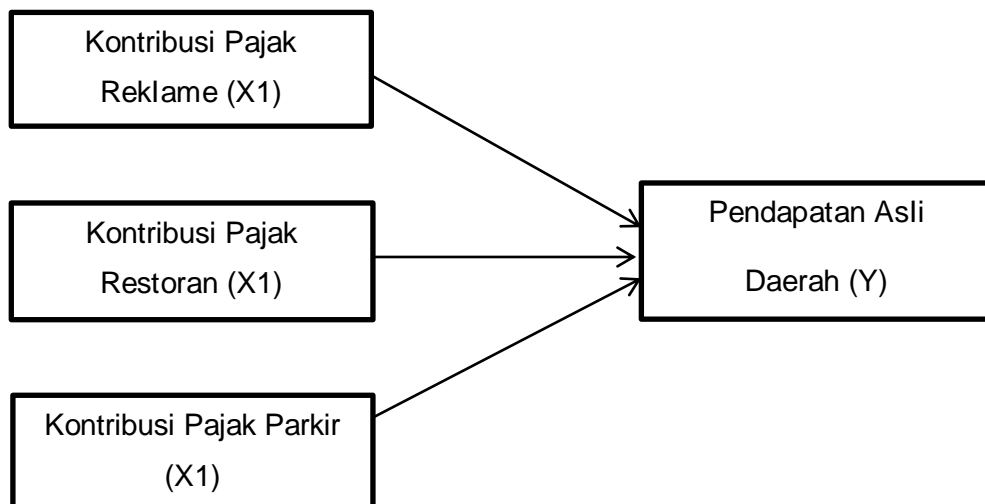 Kontribusi Pajak
Reklame (X1)
Kontribusi Pajak
Restoran (X1)
Kontribusi Pajak Parkir
(X1)
Pendapatan Asli
Daerah (Y)